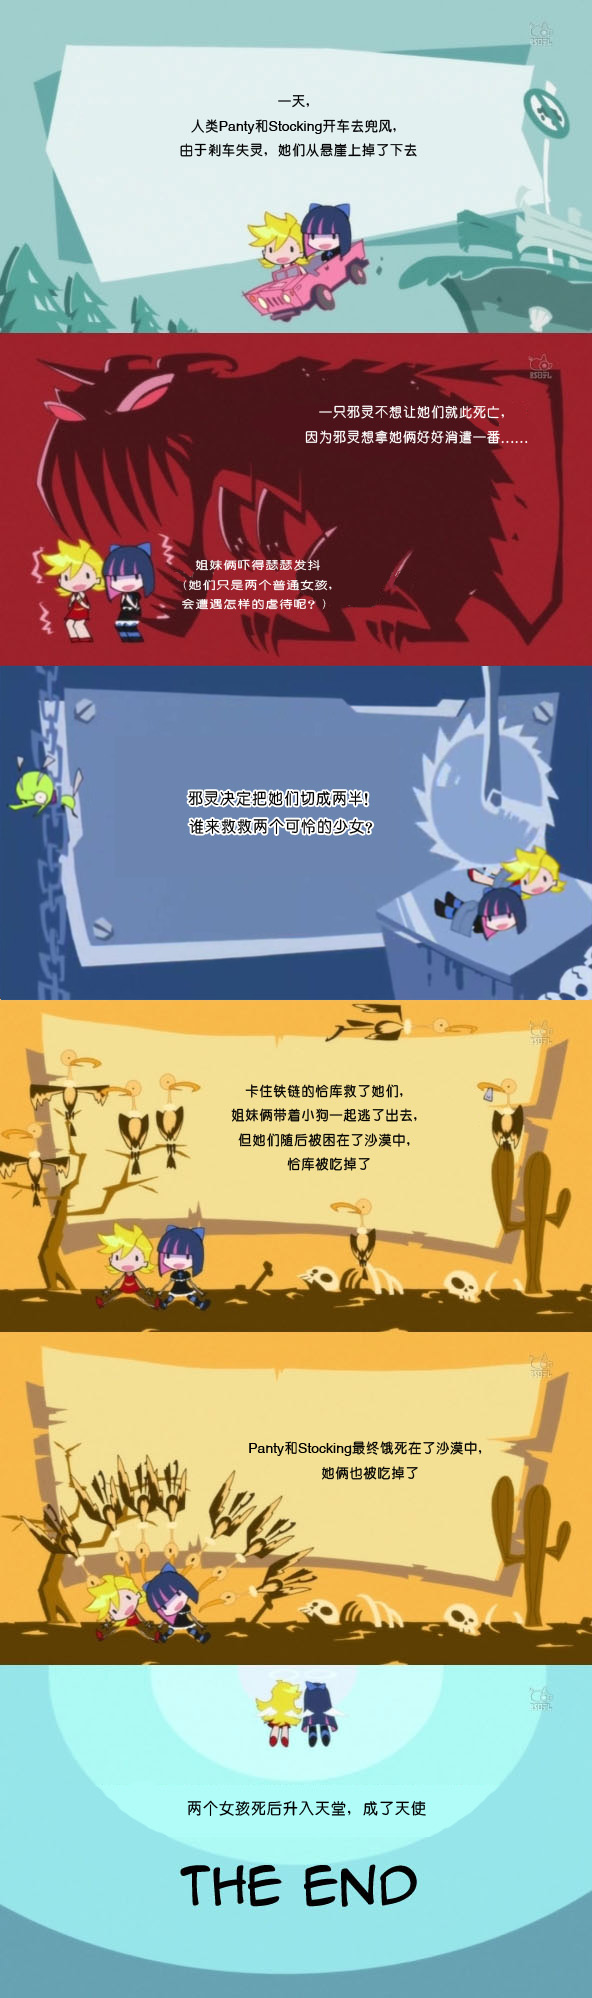 一天，
人类Panty和Stocking开车去兜风，
由于刹车失灵，她们从悬崖上掉了下去
一只邪灵不想让她们就此死亡，
因为邪灵想拿她俩好好消遣一番……
姐妹俩吓得瑟瑟发抖
（她们只是两个普通女孩，
会遭遇怎样的虐待呢？）
邪灵决定把她们切成两半！
谁来救救两个可怜的少女？
卡住铁链的恰库救了她们，
姐妹俩带着小狗一起逃了出去，
但她们随后被困在了沙漠中，
恰库被吃掉了
Panty和Stocking最终饿死在了沙漠中，
她俩也被吃掉了
两个女孩死后升入天堂，成了天使
THE END